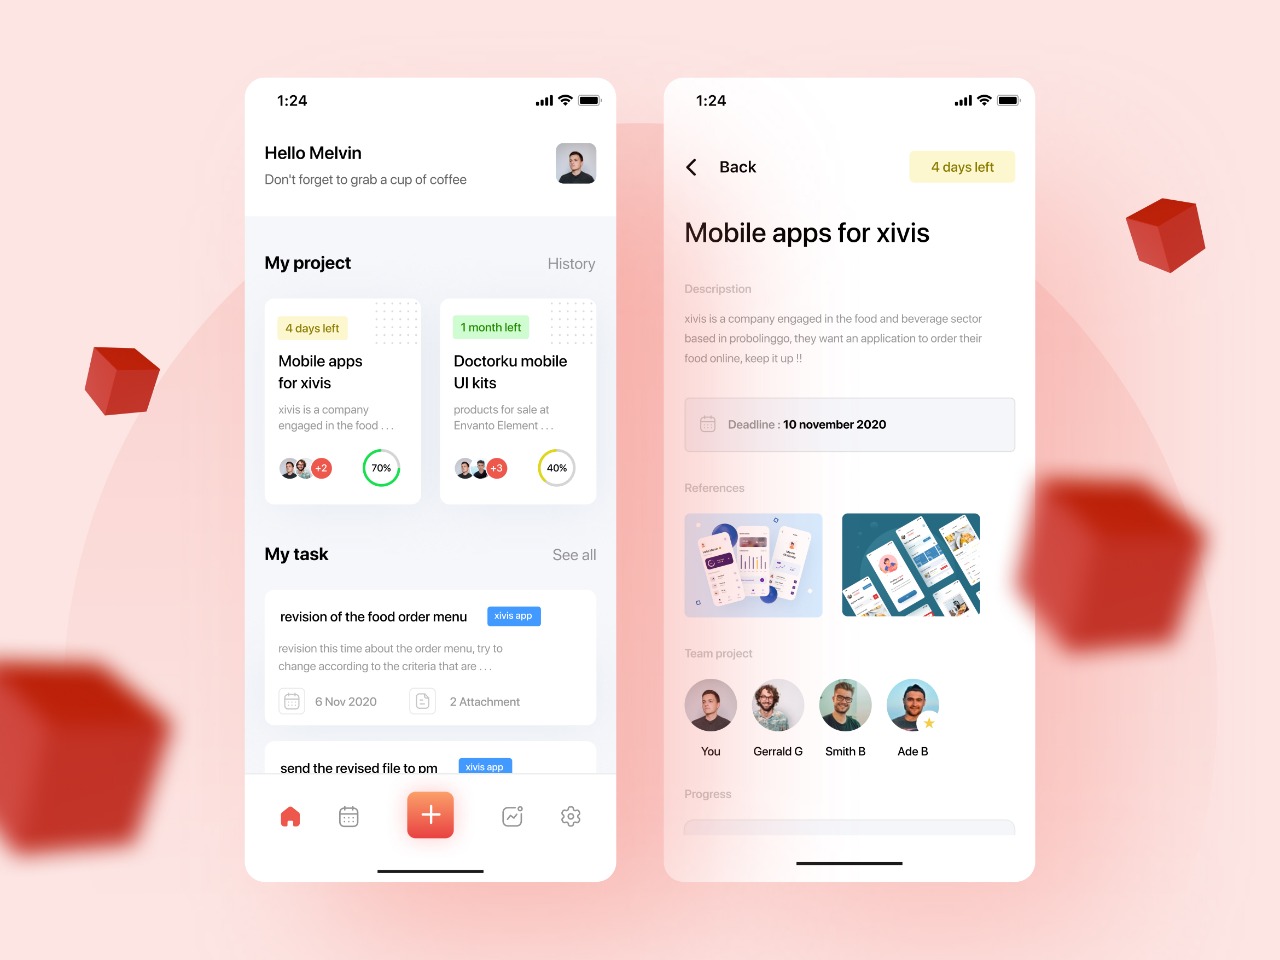 1:24
Hello Melvin
Don't forget to grab a cup of coffee
My project
History
4 days left
Mobile apps
for xivis
xivis is a company
engaged in the food . . .
+2
70%
1 month left
Doctorku mobile
UI kits
products for sale at
Envanto Element . . .
+3
40%
My task
See all
revision of the food order menu
xivis app
revision this time about the order menu, try to
change according to the criteria that are . . .
6 Nov 2020
2 Attachment
send the revised file to pm
xivis app
1:24
Back
4 days left
Mobile apps for xivis
Descripstion
xivis is a company engaged in the food and beverage sector
based in probolinggo, they want an application to order their
food online, keep it up !!
Deadline : 10 november 2020
References
Team project
You
Gerrald G
Smith B
Ade B
Progress